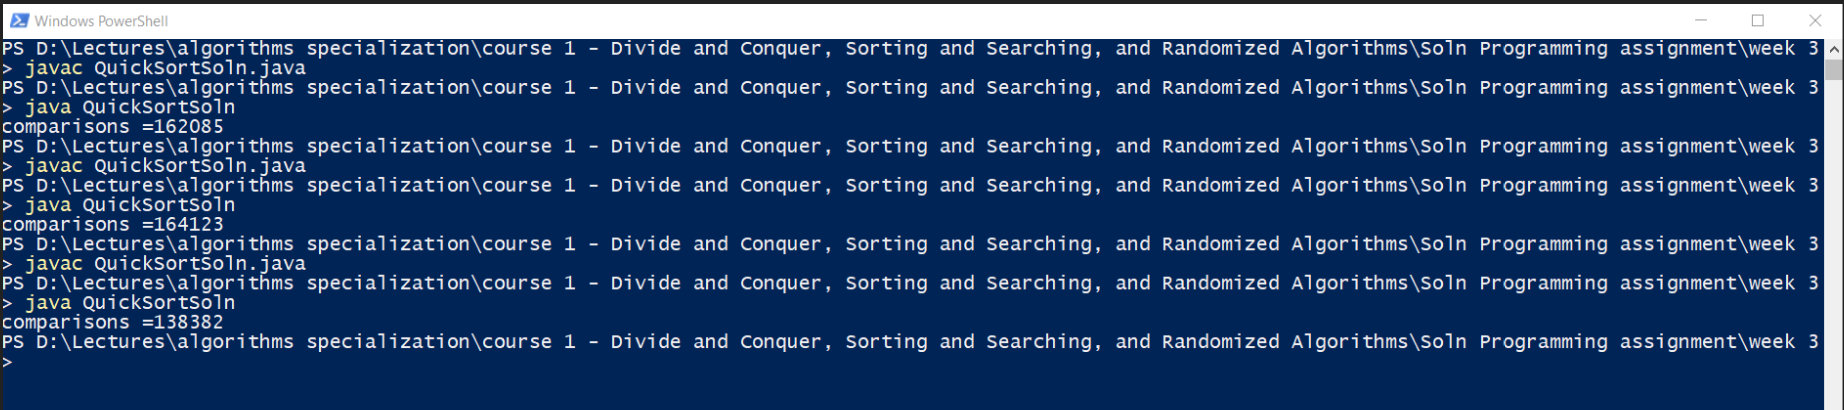 Windows PowerShell
PS D:\Lectures\algorithms specialization\course 1 - Divide and Conquer, Sorting and Searching, and Randomized Algorithms\Soln Programming assignment\week 3
> javac QuickSortSoln.java
PS D:\Lectures\algorithms specialization\course 1 - Divide and Conquer, Sorting and Searching, and Randomized Algorithms\Soln Programming assignment\week 3
> java QuickSortSoln
comparisons =162085
PS D:\Lectures\algorithms specialization\course 1 - Divide and Conquer, Sorting and Searching, and Randomized Algorithms\Soln Programming assignment\week 3
> javac QuickSortSoln.java
PS D:\Lectures\algorithms specialization\course 1 - Divide and Conquer, Sorting and Searching, and Randomized Algorithms\Soln Programming assignment\week 3
> java QuickSortSoln
comparisons =164123
PS D:\Lectures\algorithms specialization\course 1 - Divide and Conquer, Sorting and Searching, and Randomized Algorithms\Soln Programming assignment\week 3
> javac QuickSortSoln.java
PS D:\Lectures\algorithms specialization\course 1 - Divide and Conquer, Sorting and Searching, and Randomized Algorithms\Soln Programming assignment\week 3
> java QuickSortSoln
comparisons =138382
PS D:\Lectures\algorithms specialization\course 1 - Divide and Conquer, Sorting and Searching, and Randomized Algorithms\Soln Programming assignment\week 3
>